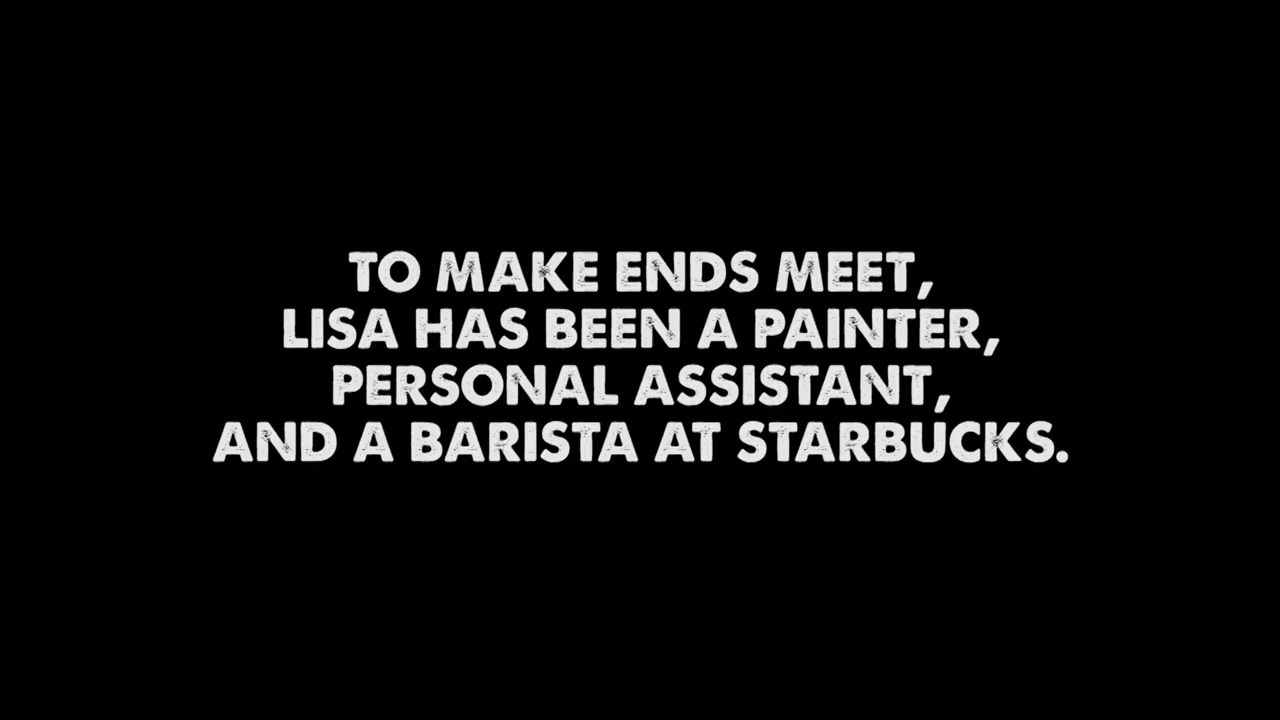 TO MAKE ENDS MEET,
LISA HAS BEEN A PAINTER,
PERSONAL ASSISTANT,
AND A BARISTA AT STARBUCKS.